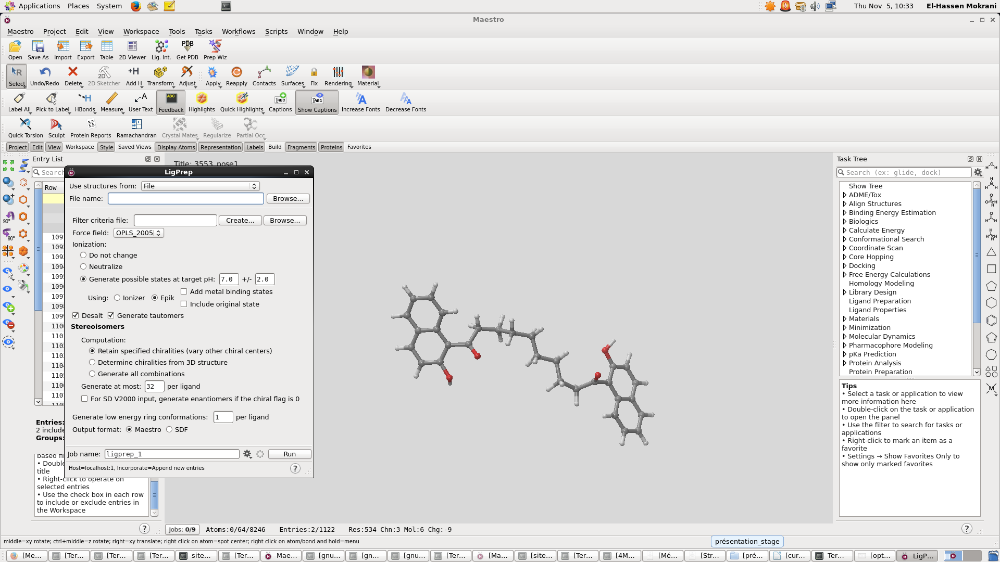 Applications Places System Thu Nov 5, 10:33 El-Hassen Mokrani
Maestro
Maestro Project Edit View Workspace Tools Tasks Workflows Scripts Window Help
PDB
Open Save As Import Export Table 2D Viewer Lig. Int. Get PDB Prep Wiz
+H
Select Undo/Redo Delete 2D Sketcher Add H Transform Adjust Apply Reapply Contacts Surfaces Fix Rendering Material
Label All Pick to Label HBonds Measure User Text Feedback Highlights Quick Highlights Captions Show Captions Increase Fonts Decrease Fonts
Quick Torsion Sculpt Protein Reports Ramachandran Crystal Mates Regularize Partial Occ
Project Edit View Workspace Style Saved Views Display Atoms Representation Labels Build Fragments Proteins Favorites
Entry List
Title: 3553_pose1
Task Tree
Search
Row
LigPrep
Use structures from: File
File name: Browse...
Filter criteria file: Create... Browse...
Force field: OPLS_2005
Ionization:
Do not change
Neutralize
Generate possible states at target pH: 7.0 +/- 2.0
Add metal binding states
Using: Ionizer Epik
Include original state
Desalt Generate tautomers
Stereoisomers
Computation:
Retain specified chiralities (vary other chiral centers)
Determine chiralities from 3D structure
Generate all combinations
Generate at most: 32 per ligand
For SD V2000 input, generate enantiomers if the chiral flag is 0
Generate low energy ring conformations: 1 per ligand
Output format: Maestro SDF
Job name: ligprep_1 Run
Host=localhost:1, Incorporate=Append new entries
Entries:
2 include
Groups:
based fi
• Double
title
• Right-click to operate on
selected entries
• Use the check box in each row
to include or exclude entries in
the Workspace
Search (ex: glide, dock)
Show Tree
ADME/Tox
Align Structures
Binding Energy Estimation
Biologics
Calculate Energy
Conformational Search
Coordinate Scan
Core Hopping
Docking
Free Energy Calculations
Homology Modeling
Library Design
Ligand Preparation
Ligand Properties
Materials
Minimization
Molecular Dynamics
Pharmacophore Modeling
pKa Prediction
Protein Analysis
Protein Preparation
Tips
• Select a task or application to view
more information here
• Double-click on the task or application
to open the panel
• Use the filter to search for tasks or
applications
• Right-click to mark an item as a
favorite
• Settings → Show Favorites Only to
show only marked favorites
Jobs: 0/9 Atoms:0/64/8246 Entries:2/1122 Res:534 Chn:3 Mol:6 Chg:-9
middle=xy rotate; ctrl+middle=z rotate; right=xy translate; right click on atom=spot center; right click on atom/bond and hold=menu
présentation_stage
[Me... [Ter... [Ter... [Ter... site... [Ter... Mae... [gnu... [gn... [gnu... [Ter... [Ma... [site... [Ter... [4M... [Mé... [Str... [pré... [cur... Ter... [opt... LigP...